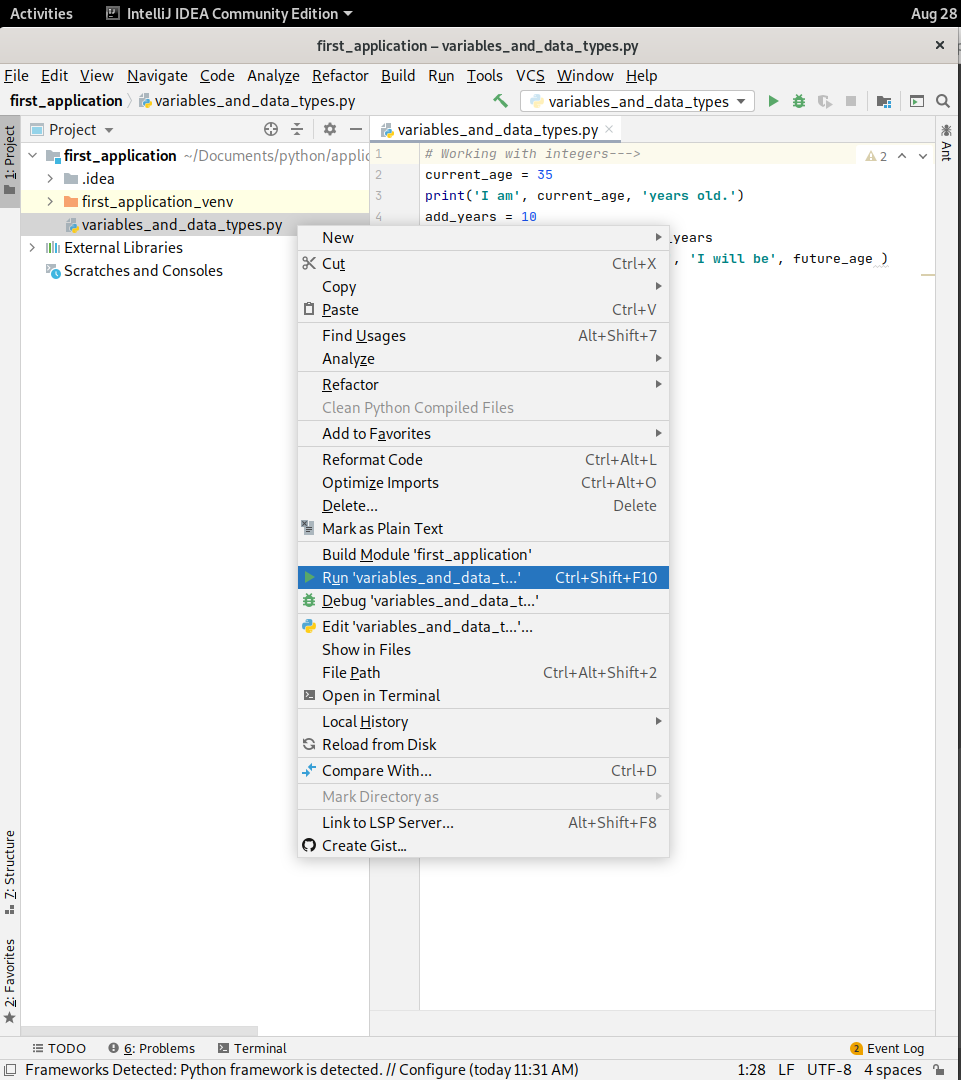 Activities IntelliJ IDEA Community Edition Aug 28
first_application – variables_and_data_types.py
File Edit View Navigate Code Analyze Refactor Build Run Tools VCS Window Help
first_application variables_and_data_types.py variables_and_data_types
1: Project
Project
first_application ~/Documents/python/applic
.idea
first_application_venv
variables_and_data_types.py
External Libraries
Scratches and Consoles
variables_and_data_types.py
1 # Working with integers---> 2
2 current_age = 35
3 print('I am', current_age, 'years old.')
4 add_years = 10
_years
, 'I will be', future_age )
Ant
New
Cut Ctrl+X
Copy
Paste Ctrl+V
Find Usages Alt+Shift+7
Analyze
Refactor
Clean Python Compiled Files
Add to Favorites
Reformat Code Ctrl+Alt+L
Optimize Imports Ctrl+Alt+O
Delete... Delete
Mark as Plain Text
Build Module 'first_application'
Run 'variables_and_data_t...' Ctrl+Shift+F10
Debug 'variables_and_data_t...'
Edit 'variables_and_data_t...'...
Show in Files
File Path Ctrl+Alt+Shift+2
Open in Terminal
Local History
Reload from Disk
Compare With... Ctrl+D
Mark Directory as
Link to LSP Server... Alt+Shift+F8
Create Gist...
7: Structure
2: Favorites
TODO 6: Problems Terminal 2 Event Log
Frameworks Detected: Python framework is detected. // Configure (today 11:31 AM) 1:28 LF UTF-8 4 spaces